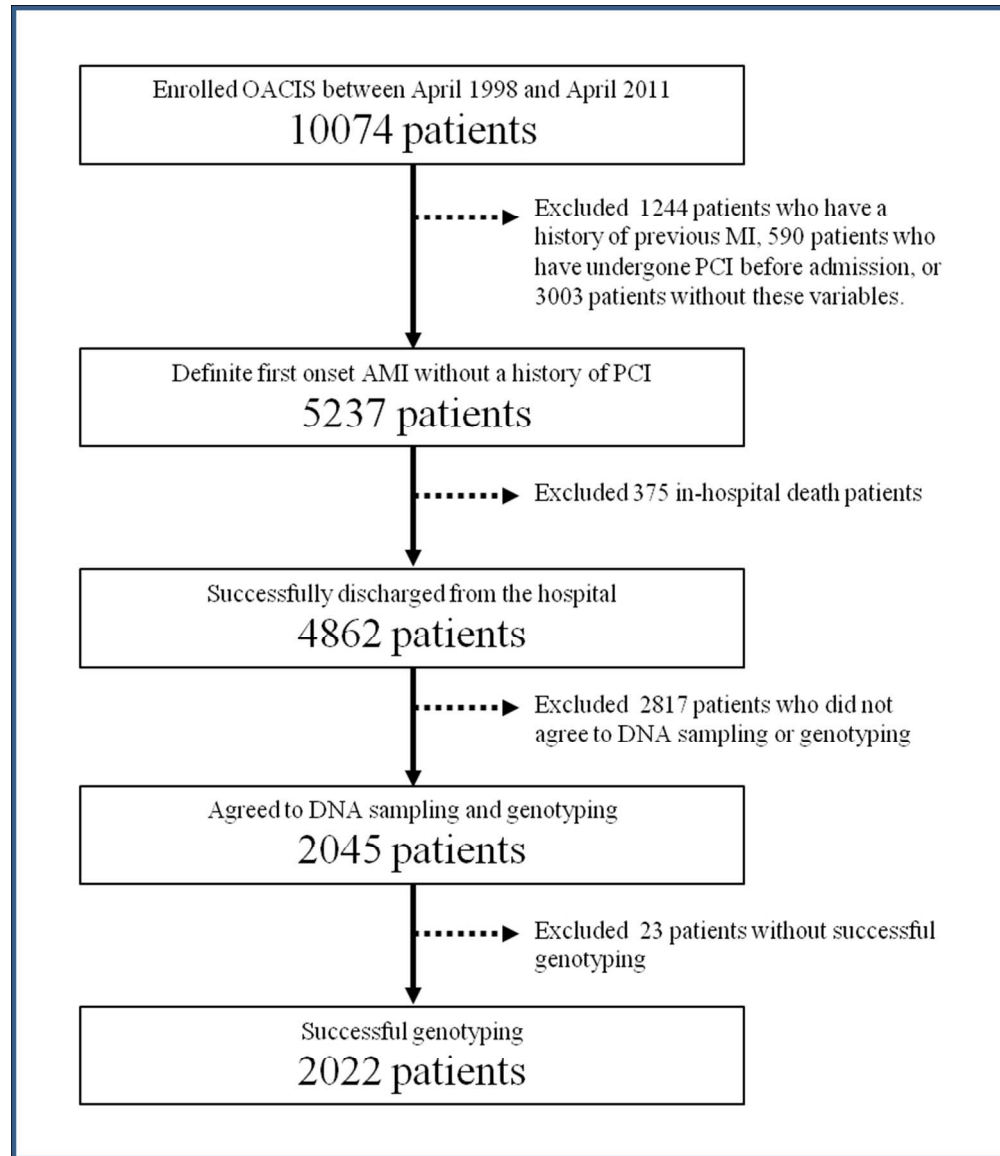 Enrolled OACIS between April 1998 and April 2011
10074 patients
Excluded 1244 patients who have a
history of previous MI, 590 patients who
have undergone PCI before admission, or
3003 patients without these variables.
Definite first onset AMI without a history of PCI
5237 patients
Excluded 375 in-hospital death patients
Successfully discharged from the hospital
4862 patients
Excluded 2817 patients who did not
agree to DNA sampling or genotyping
Agreed to DNA sampling and genotyping
2045 patients
Excluded 23 patients without successful
genotyping
Successful genotyping
2022 patients